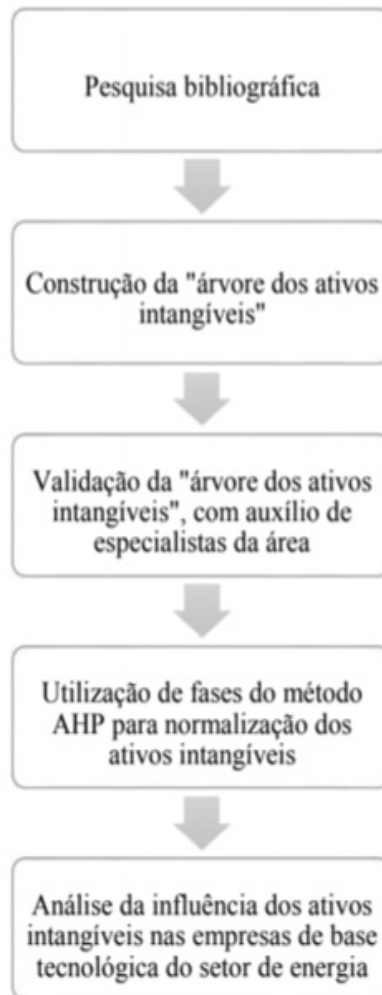 Pesquisa bibliográfica
Construção da "árvore dos ativos
intangíveis"
Validação da "árvore dos ativos
intangíveis", com auxílio de
especialistas da área
Utilização de fases do método
AHP para normalização dos
ativos intangíveis
Análise da influência dos ativos
intangíveis nas empresas de base
tecnológica do setor de energia